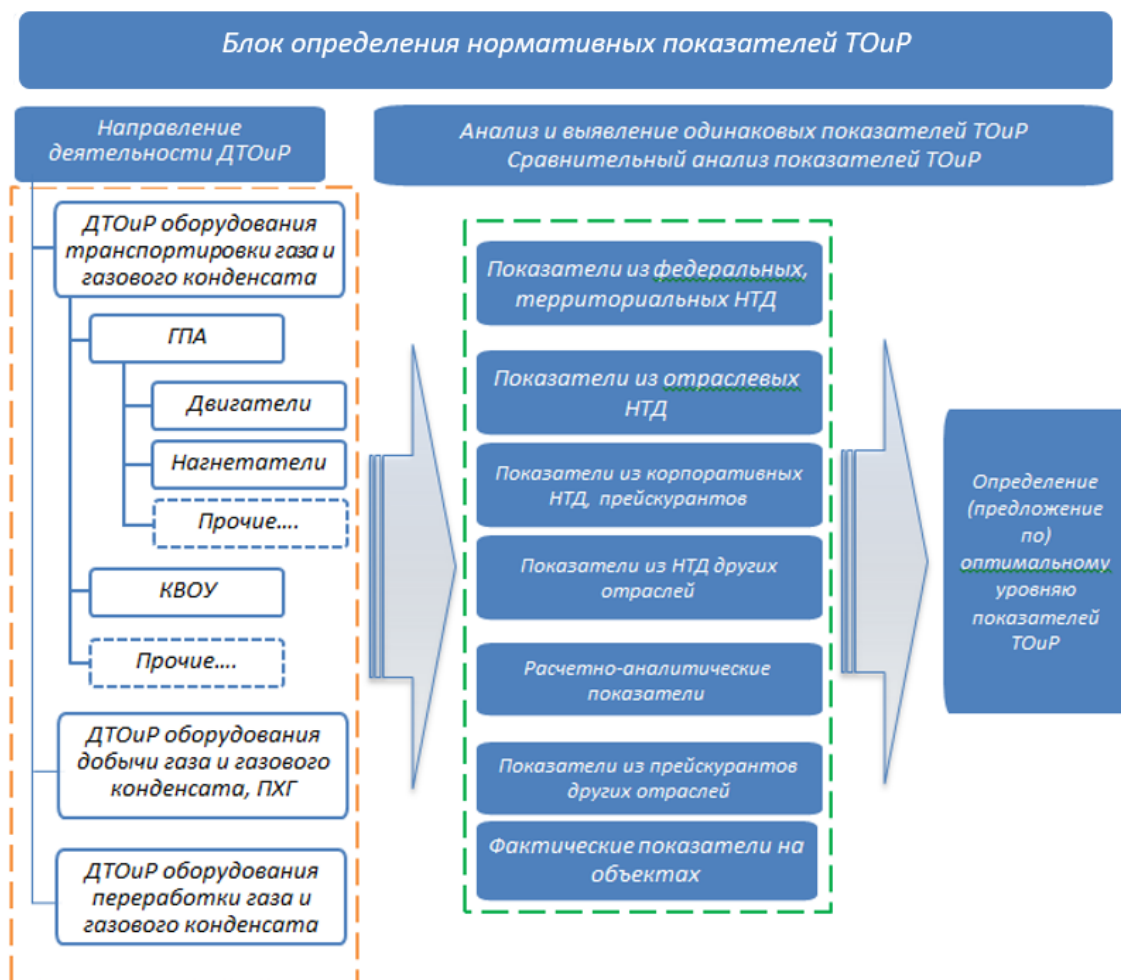 Блок определения нормативных показателей ТОиР
Направление
деятельности ДТОиР
ДТОиР оборудования
транспортировки газа и
газового конденсата
ГПА
Двигатели
Нагнетатели
Прочие....
КВОУ
Прочие....
ДТОиР оборудования
добычи газа и газового
конденсата, ПХГ
ДТОиР оборудования
переработки газа и
газового конденсата
Анализ и выявление одинаковых показателей ТОиР
Сравнительный анализ показателей ТОиР
Показатели из федеральных,
территориальных НТД
Показатели из отраслевых
НТД
Показатели из корпоративных
НТД, прейскурантов
Показатели из НТД других
отраслей
Расчетно-аналитические
показатели
Показатели из прейскурантов
других отраслей
Фактические показатели на
объектах
Определение
(предложение
по)
оптимальному
уровняю
показателей
ТОиР